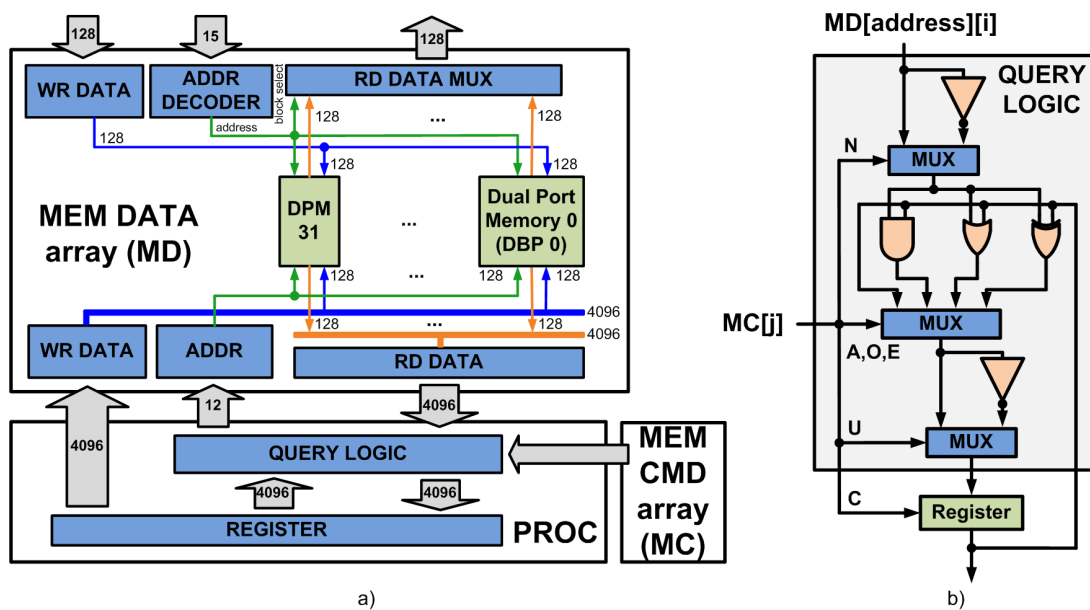 128
15
128
WR DATA
ADDR
DECODER
block select
RD DATA MUX
128
address
128
...
128
128
128
128
MEM DATA
array (MD)
DPM
31
...
Dual Port
Memory 0
(DBP 0)
128
...
128
128
4096
128
...
128
4096
WR DATA
ADDR
RD DATA
4096
12
4096
QUERY LOGIC
4096
4096
REGISTER
PROC
MEM
CMD
array
(MC)
a)
MD[address][i]
QUERY
LOGIC
N
MUX
MC[j]
MUX
A,O,E
U
MUX
C
Register
b)